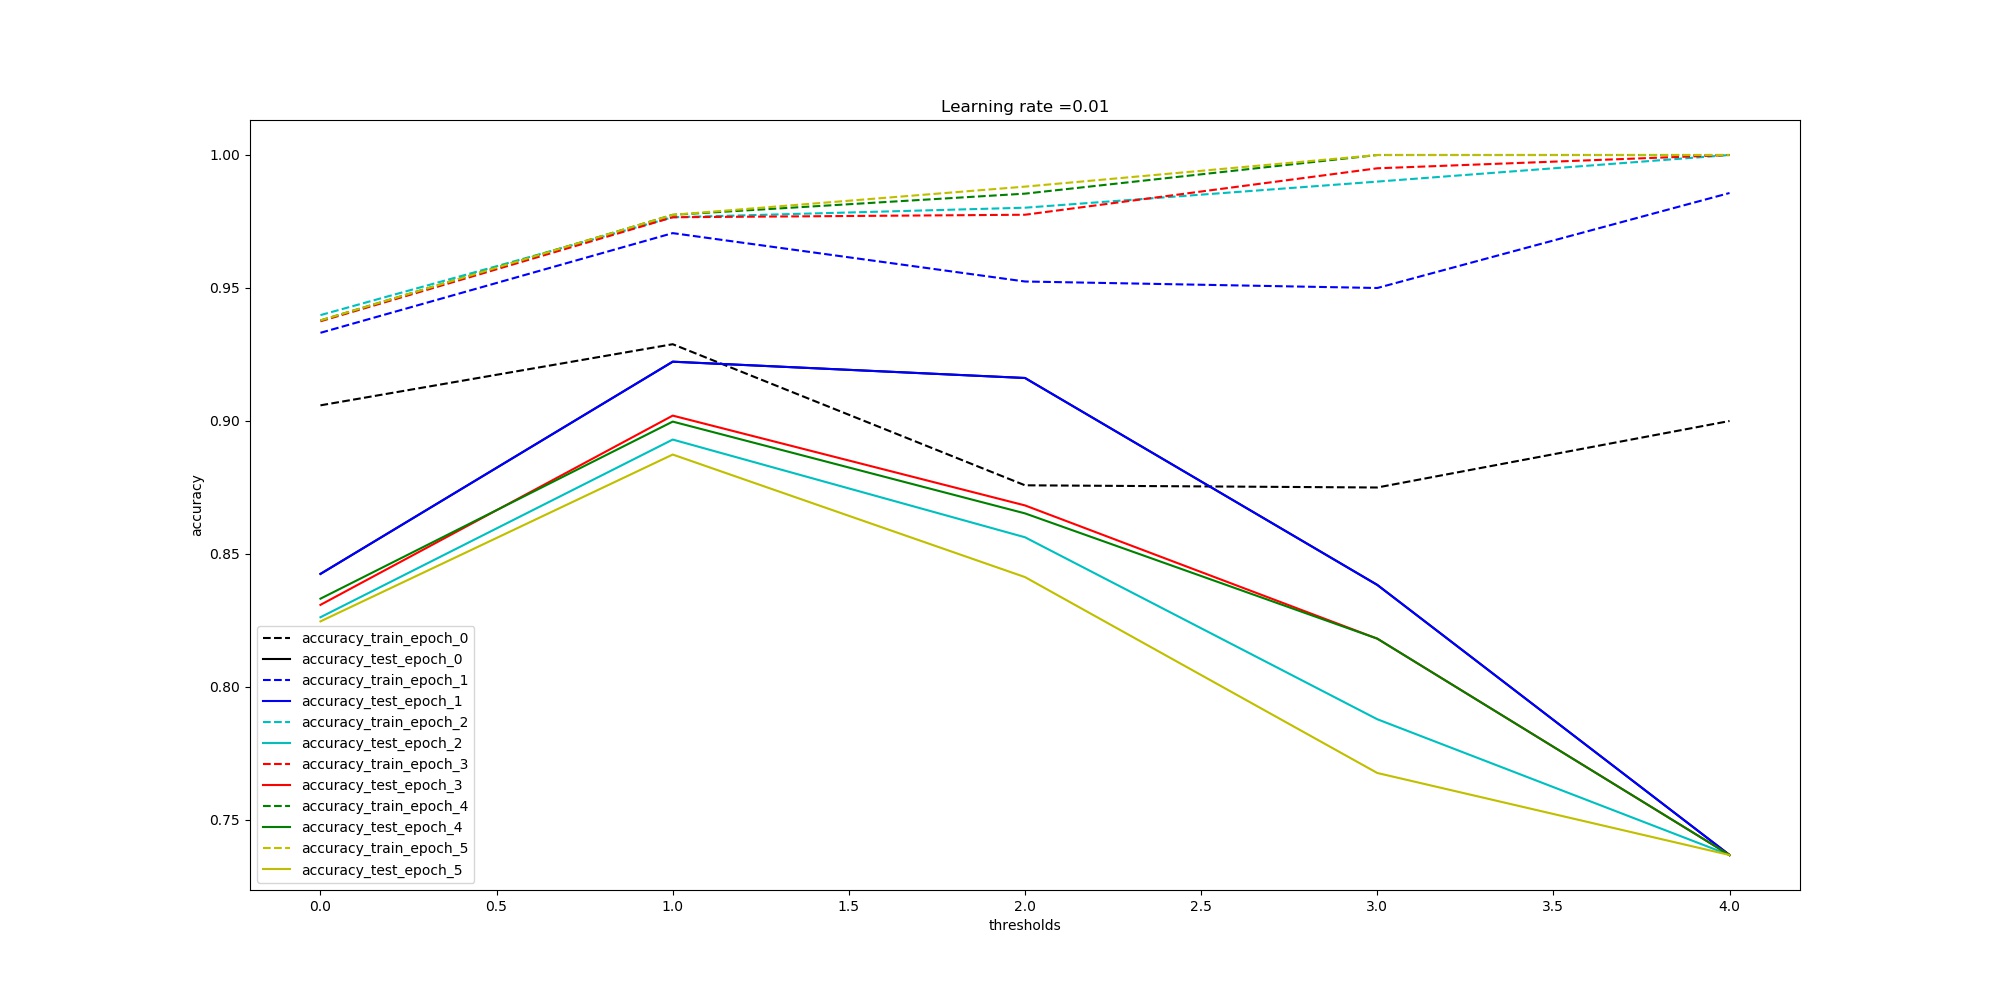 Learning rate =0.01
accuracy
1.00
0.95
0.90
0.85
0.80
0.75
accuracy_train_epoch_0
accuracy_test_epoch_0
accuracy_train_epoch_1
accuracy_test_epoch_1
accuracy_train_epoch_2
accuracy_test_epoch_2
accuracy_train_epoch_3
accuracy_test_epoch_3
accuracy_train_epoch_4
accuracy_test_epoch_4
accuracy_train_epoch_5
accuracy_test_epoch_5
0.0 0.5 1.0 1.5 2.0 2.5 3.0 3.5 4.0
thresholds